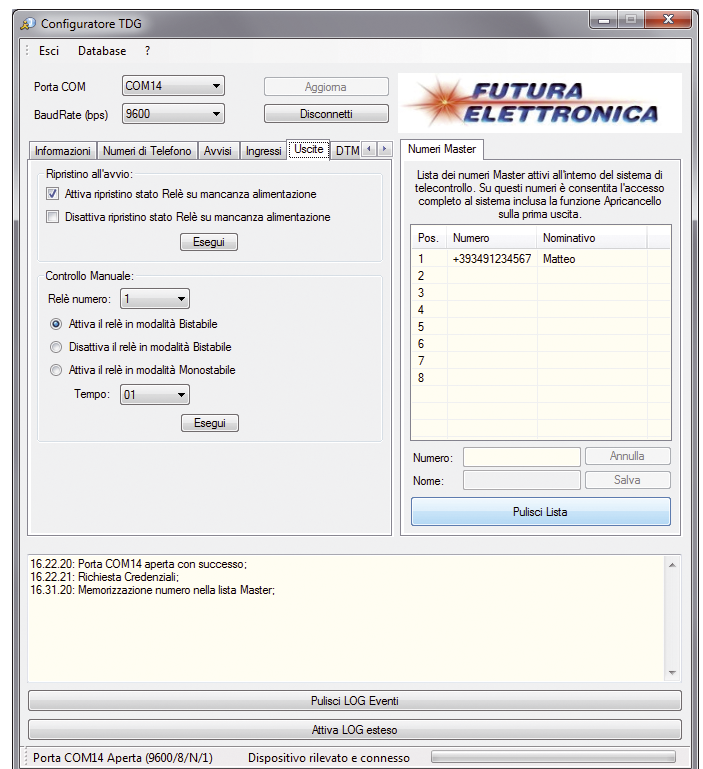 Configuratore TDG
Esci Database ?
Porta COM COM14 Aggiorna
BaudRate (bps) 9600 Disconnetti
FUTURA
ELETTRONICA
Informazioni Numeri di Telefono Avvisi Ingressi Uscite DTM
Ripristino all'avvio:
Attiva ripristino stato Relè su mancanza alimentazione
Disattiva ripristino stato Relè su mancanza alimentazione
Esegui
Controllo Manuale:
Relè numero: 1
Attiva il relè in modalità Bistabile
Disattiva il relè in modalità Bistabile
Attiva il relè in modalità Monostabile
Tempo: 01
Esegui
Numeri Master
Lista dei numeri Master attivi all'interno del sistema di
telecontrollo. Su questi numeri è consentita l'accesso
completo al sistema inclusa la funzione Apricancello
sulla prima uscita.
Pos. Numero Nominativo
1 +393491234567 Matteo
2
3
4
5
6
7
8
Numero: Annulla
Nome: Salva
Pulisci Lista
16.22.20: Porta COM14 aperta con successo;
16.22.21: Richiesta Credenziali;
16.31.20: Memorizzazione numero nella lista Master;
Pulisci LOG Eventi
Attiva LOG esteso
Porta COM14 Aperta (9600/8/N/1) Dispositivo rilevato e connesso